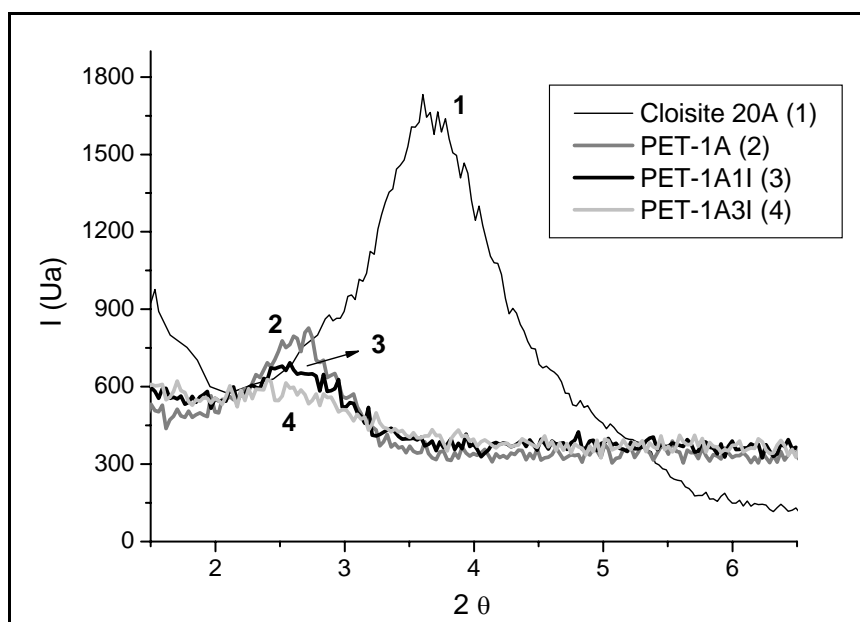 1800
1500
1200
900
600
300
0
I (Ua)
2
3
4
5
6
2 θ
1
2
3
4
Cloisite 20A (1)
PET-1A (2)
PET-1A1I (3)
PET-1A3I (4)